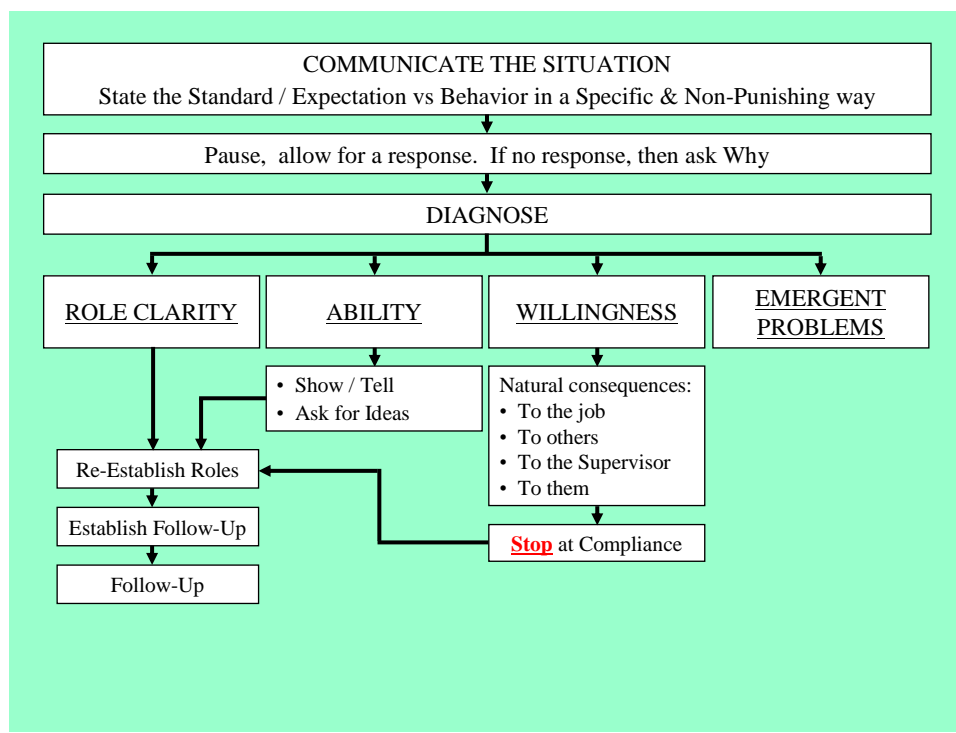 COMMUNICATE THE SITUATION
State the Standard / Expectation vs Behavior in a Specific & Non-Punishing way
Pause, allow for a response. If no response, then ask Why
DIAGNOSE
ROLE CLARITY
ABILITY
WILLINGNESS
EMERGENT
PROBLEMS
• Show / Tell
• Ask for Ideas
Natural consequences:
• To the job
• To others
• To the Supervisor
• To them
Re-Establish Roles
Establish Follow-Up
Stop at Compliance
Follow-Up